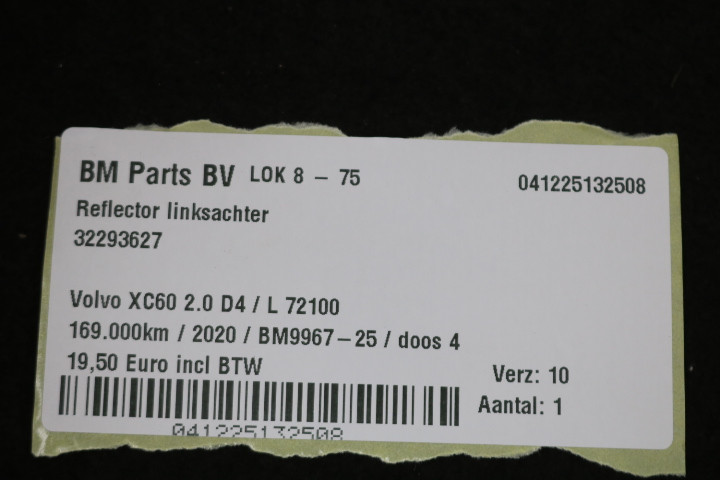 BM Parts BV LOK 8 - 75
041225132508
Reflector linksachter
32293627
Volvo XC60 2.0 D4 / L 72100
169.000km / 2020 / BM9967-25 / doos 4
19,50 Euro incl BTW
Verz: 10
Aantal: 1
041225132508